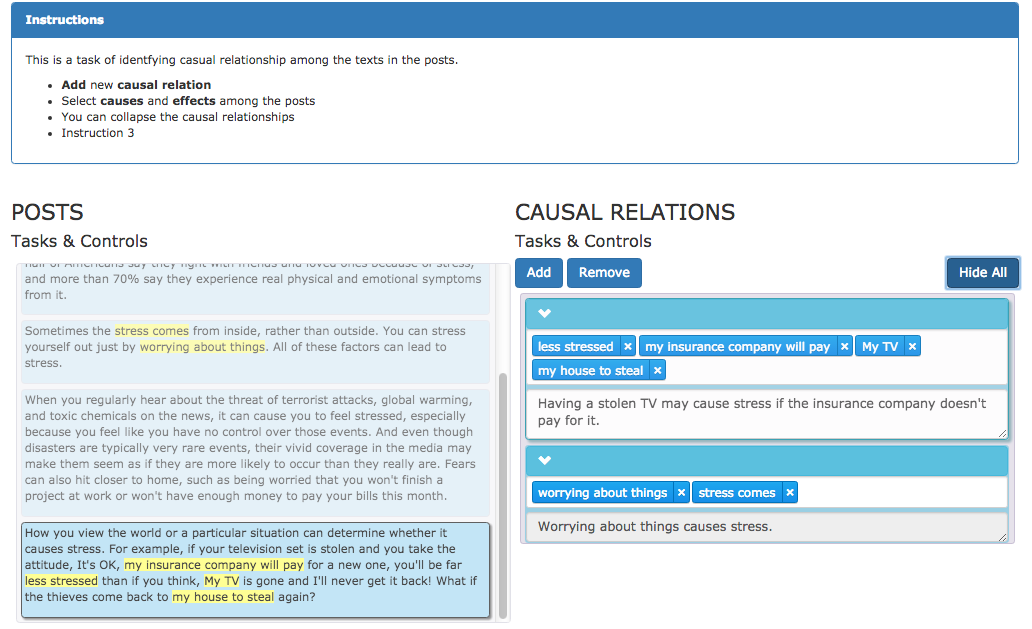 Instructions
This is a task of identfying casual relationship among the texts in the posts.
Add new causal relation
Select causes and effects among the posts
You can collapse the causal relationships
Instruction 3
POSTS
Tasks & Controls
half of Americans say they fight with friends and loved ones because of stress,
and more than 70% say they experience real physical and emotional symptoms
from it.
Sometimes the stress comes from inside, rather than outside. You can stress
yourself out just by worrying about things. All of these factors can lead to
stress.
When you regularly hear about the threat of terrorist attacks, global warming,
and toxic chemicals on the news, it can cause you to feel stressed, especially
because you feel like you have no control over those events. And even though
disasters are typically very rare events, their vivid coverage in the media may
make them seem as if they are more likely to occur than they really are. Fears
can also hit closer to home, such as being worried that you won't finish a
project at work or won't have enough money to pay your bills this month.
How you view the world or a particular situation can determine whether it
causes stress. For example, if your television set is stolen and you take the
attitude, It's OK, my insurance company will pay for a new one, you'll be far
less stressed than if you think, My TV is gone and I'll never get it back! What if
the thieves come back to my house to steal again?
CAUSAL RELATIONS
Tasks & Controls
Add Remove Hide All
less stressed × my insurance company will pay × My TV ×
my house to steal ×
Having a stolen TV may cause stress if the insurance company doesn't
pay for it.
worrying about things × stress comes ×
Worrying about things causes stress.